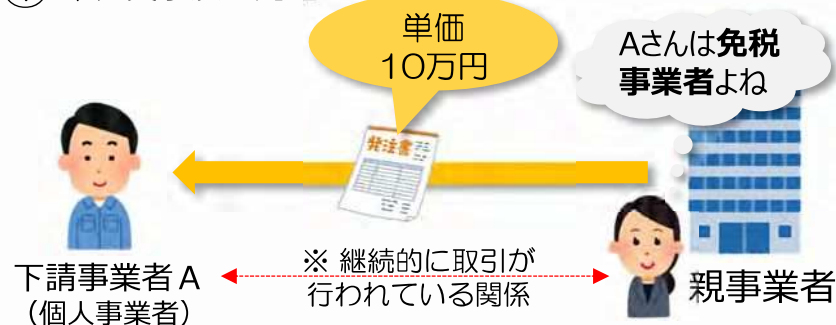 単価
10万円
Aさんは免税
事業者よね
発注書
※ 継続的に取引が
行われている関係
下請事業者A
(個人事業者)
親事業者